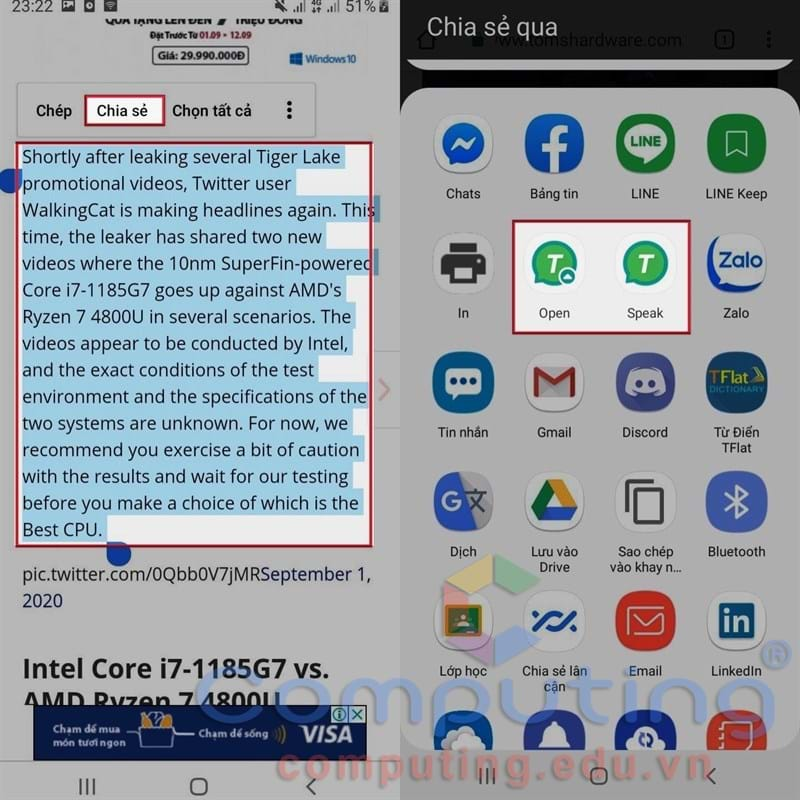 23:22
51%
QUÀ TẶNG LÊN ĐẾN 7 TRIỆU ĐỒNG
Đặt Trước Từ 01.09 - 12.09
Giá: 29.990.000Đ
Windows 10
Chép Chia sẻ Chọn tất cả
Shortly after leaking several Tiger Lake
promotional videos, Twitter user
WalkingCat is making headlines again. This
time, the leaker has shared two new
videos where the 10nm SuperFin-powered
Core i7-1185G7 goes up against AMD's
Ryzen 7 4800U in several scenarios. The
videos appear to be conducted by Intel,
and the exact conditions of the test
environment and the specifications of the
two systems are unknown. For now, we
recommend you exercise a bit of caution
with the results and wait for our testing
before you make a choice of which is the
Best CPU.
pic.twitter.com/0Qbb0V7jMRSeptember 1,
2020
Intel Core i7-1185G7 vs.
AMD Ryzen 7 4800U
Chạm để mua
món tươi ngon
Chạm để sống
VISA
Chia sẻ qua
www.tomshardware.com
1
Chats Bảng tin LINE LINE Keep
LINE
T T Zalo
In Open Speak Zalo
TFlat
DICTIONARY
Tin nhắn Gmail Discord Từ Điển
TFlat
G
Dịch Lưu vào
Drive
Sao chép
vào khay n...
Bluetooth
in
Lớp học Chia sẻ lân
cận
Email LinkedIn
Computing®
computing.edu.vn